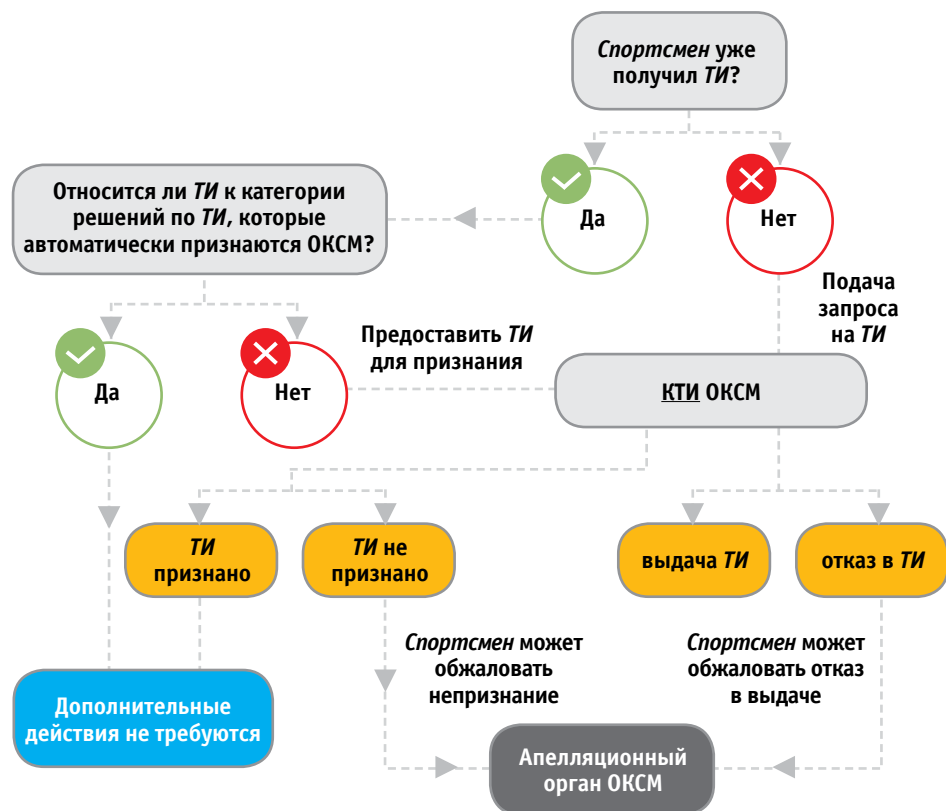 Спортсмен уже
получил ТИ?
Относится ли ТИ к категории
решений по ТИ, которые
автоматически признаются ОКСМ?
Да
Нет
Подача
запроса
на ТИ
Да
Нет
Предоставить ТИ
для признания
КТИ ОКСМ
ТИ
признано
ТИ не
признано
выдача ТИ
отказ в ТИ
Спортсмен может
обжаловать
непризнание
Спортсмен может
обжаловать отказ
в выдаче
Дополнительные
действия не требуются
Апелляционный
орган ОКСМ